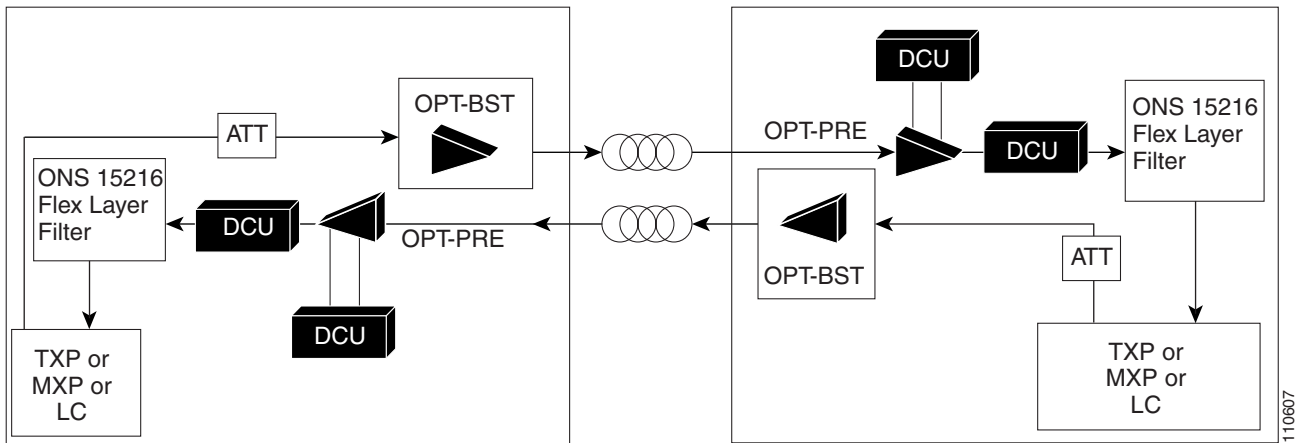 OPT-BST
ATT
ONS 15216
Flex Layer
Filter
DCU
OPT-PRE
DCU
TXP or
MXP or
LC
DCU
OPT-PRE
DCU
ONS 15216
Flex Layer
Filter
OPT-BST
ATT
TXP or
MXP or
LC
110607